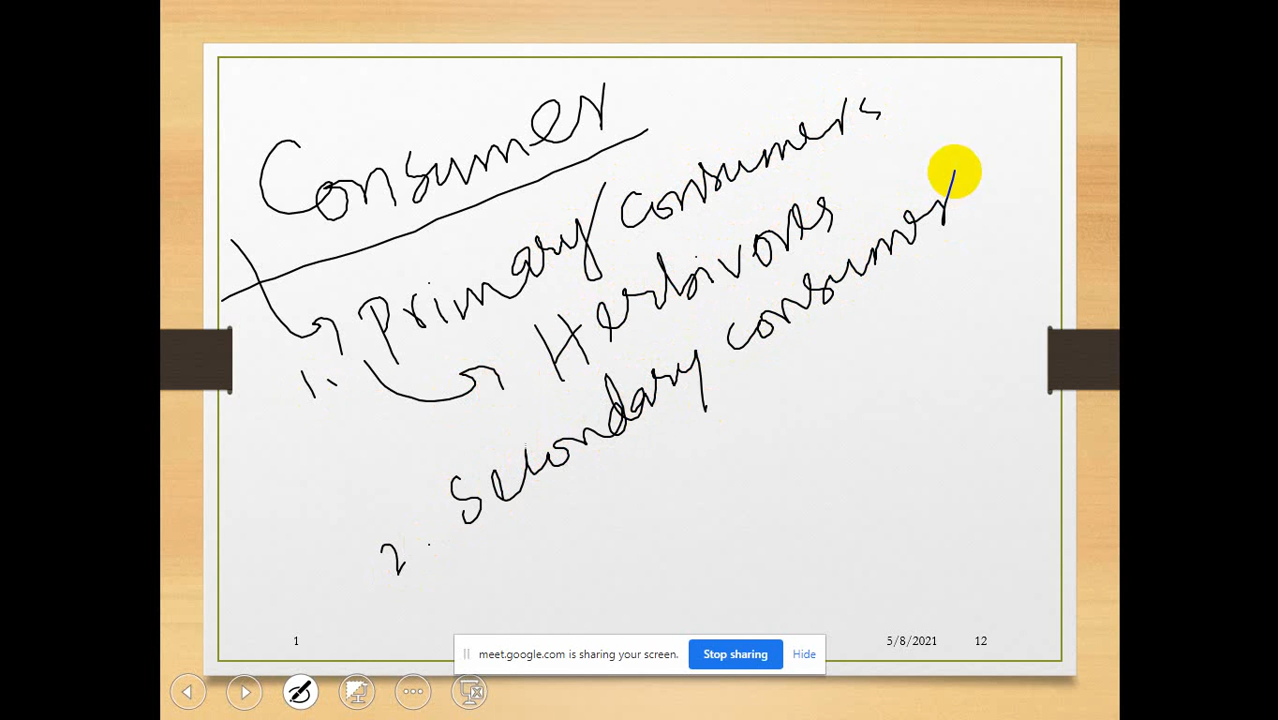 Consumer
1. Primary Consumers
Herbivores
2. Secondary consumer
1
5/8/2021 12
meet.google.com is sharing your screen. Stop sharing Hide